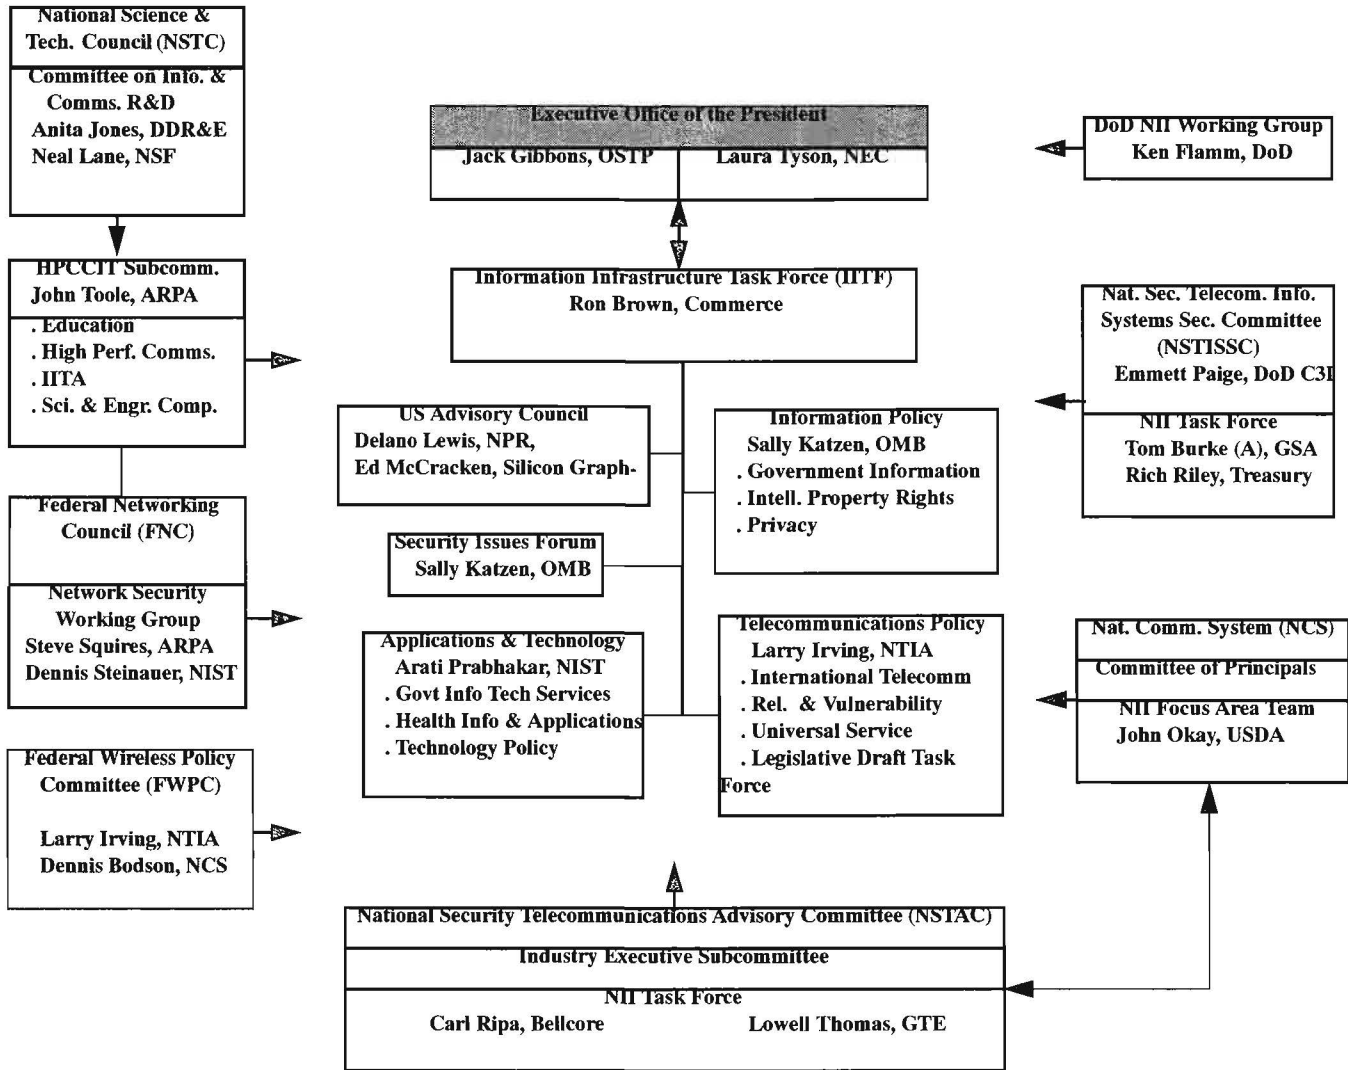 National Science &
Tech. Council (NSTC)
Committee on Info. &
Comms. R&D
Anita Jones, DDR&E
Neal Lane, NSF
HPCCIT Subcomm.
John Toole, ARPA
. Education
. High Perf. Comms.
. IITA
. Sci. & Engr. Comp.
Federal Networking
Council (FNC)
Network Security
Working Group
Steve Squires, ARPA
Dennis Steinauer, NIST
Federal Wireless Policy
Committee (FWPC)
Larry Irving, NTIA
Dennis Bodson, NCS
Executive Office of the President
Jack Gibbons, OSTP
Laura Tyson, NEC
Information Infrastructure Task Force (IITF)
Ron Brown, Commerce
US Advisory Council
Delano Lewis, NPR,
Ed McCracken, Silicon Graph-
Information Policy
Sally Katzen, OMB
. Government Information
. Intell. Property Rights
. Privacy
Security Issues Forum
Sally Katzen, OMB
Applications & Technology
Arati Prabhakar, NIST
. Govt Info Tech Services
. Health Info & Applications
. Technology Policy
Telecommunications Policy
Larry Irving, NTIA
. International Telecomm
. Rel. & Vulnerability
. Universal Service
. Legislative Draft Task
Force
National Security Telecommunications Advisory Committee (NSTAC)
Industry Executive Subcommittee
NII Task Force
Carl Ripa, Bellcore
Lowell Thomas, GTE
DoD NII Working Group
Ken Flamm, DoD
Nat. Sec. Telecom. Info.
Systems Sec. Committee
(NSTISSC)
Emmett Paige, DoD C3I
NII Task Force
Tom Burke (A), GSA
Rich Riley, Treasury
Nat. Comm. System (NCS)
Committee of Principals
NII Focus Area Team
John Okay, USDA